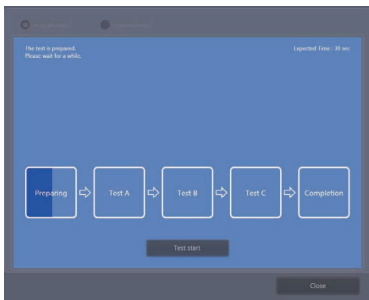 The test is prepared.
Please wait for a while.
Expected Time : 30 sec
Preparing
Test A
Test B
Test C
Completion
Test start
Close